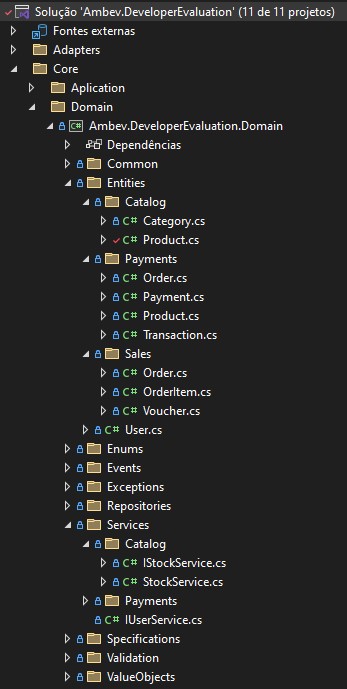 Solução 'Ambev.DeveloperEvaluation' (11 de 11 projetos)
Fontes externas
Adapters
Core
Aplication
Domain
C# Ambev.DeveloperEvaluation.Domain
Dependências
Common
Entities
Catalog
C# Category.cs
C# Product.cs
Payments
C# Order.cs
C# Payment.cs
C# Product.cs
C# Transaction.cs
Sales
C# Order.cs
C# OrderItem.cs
C# Voucher.cs
C# User.cs
Enums
Events
Exceptions
Repositories
Services
Catalog
C# IStockService.cs
C# StockService.cs
Payments
C# IUserService.cs
Specifications
Validation
ValueObjects